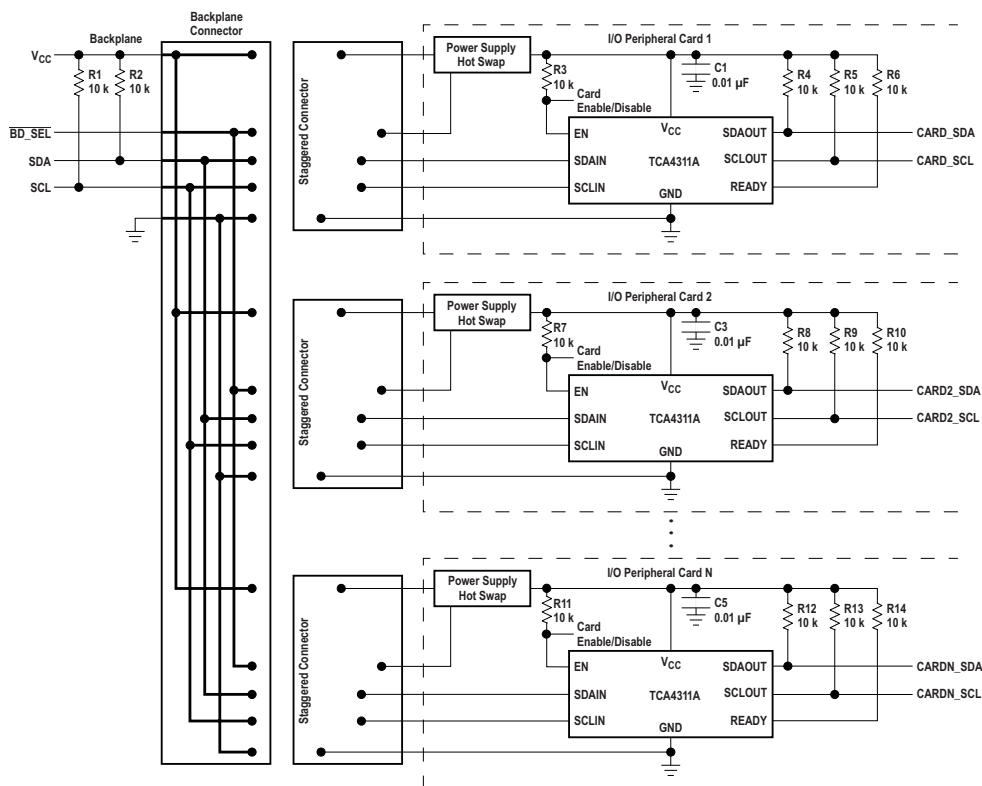 Backplane
Connector
Backplane
VCC
R1
10 k
R2
10 k
BD_SEL
SDA
SCL
Staggered Connector
Power Supply
Hot Swap
I/O Peripheral Card 1
R3
10 k
C1
0.01 µF
R4
10 k
R5
10 k
R6
10 k
Card
Enable/Disable
EN
VCC
SDAOUT
CARD_SDA
SDAIN
TCA4311A
SCLOUT
CARD_SCL
SCLIN
READY
GND
Staggered Connector
Power Supply
Hot Swap
I/O Peripheral Card 2
R7
10 k
C3
0.01 µF
R8
10 k
R9
10 k
R10
10 k
Card
Enable/Disable
EN
VCC
SDAOUT
CARD2_SDA
SDAIN
TCA4311A
SCLOUT
CARD2_SCL
SCLIN
READY
GND
Staggered Connector
Power Supply
Hot Swap
I/O Peripheral Card N
R11
10 k
C5
0.01 µF
R12
10 k
R13
10 k
R14
10 k
Card
Enable/Disable
EN
VCC
SDAOUT
CARDN_SDA
SDAIN
TCA4311A
SCLOUT
CARDN_SCL
SCLIN
READY
GND